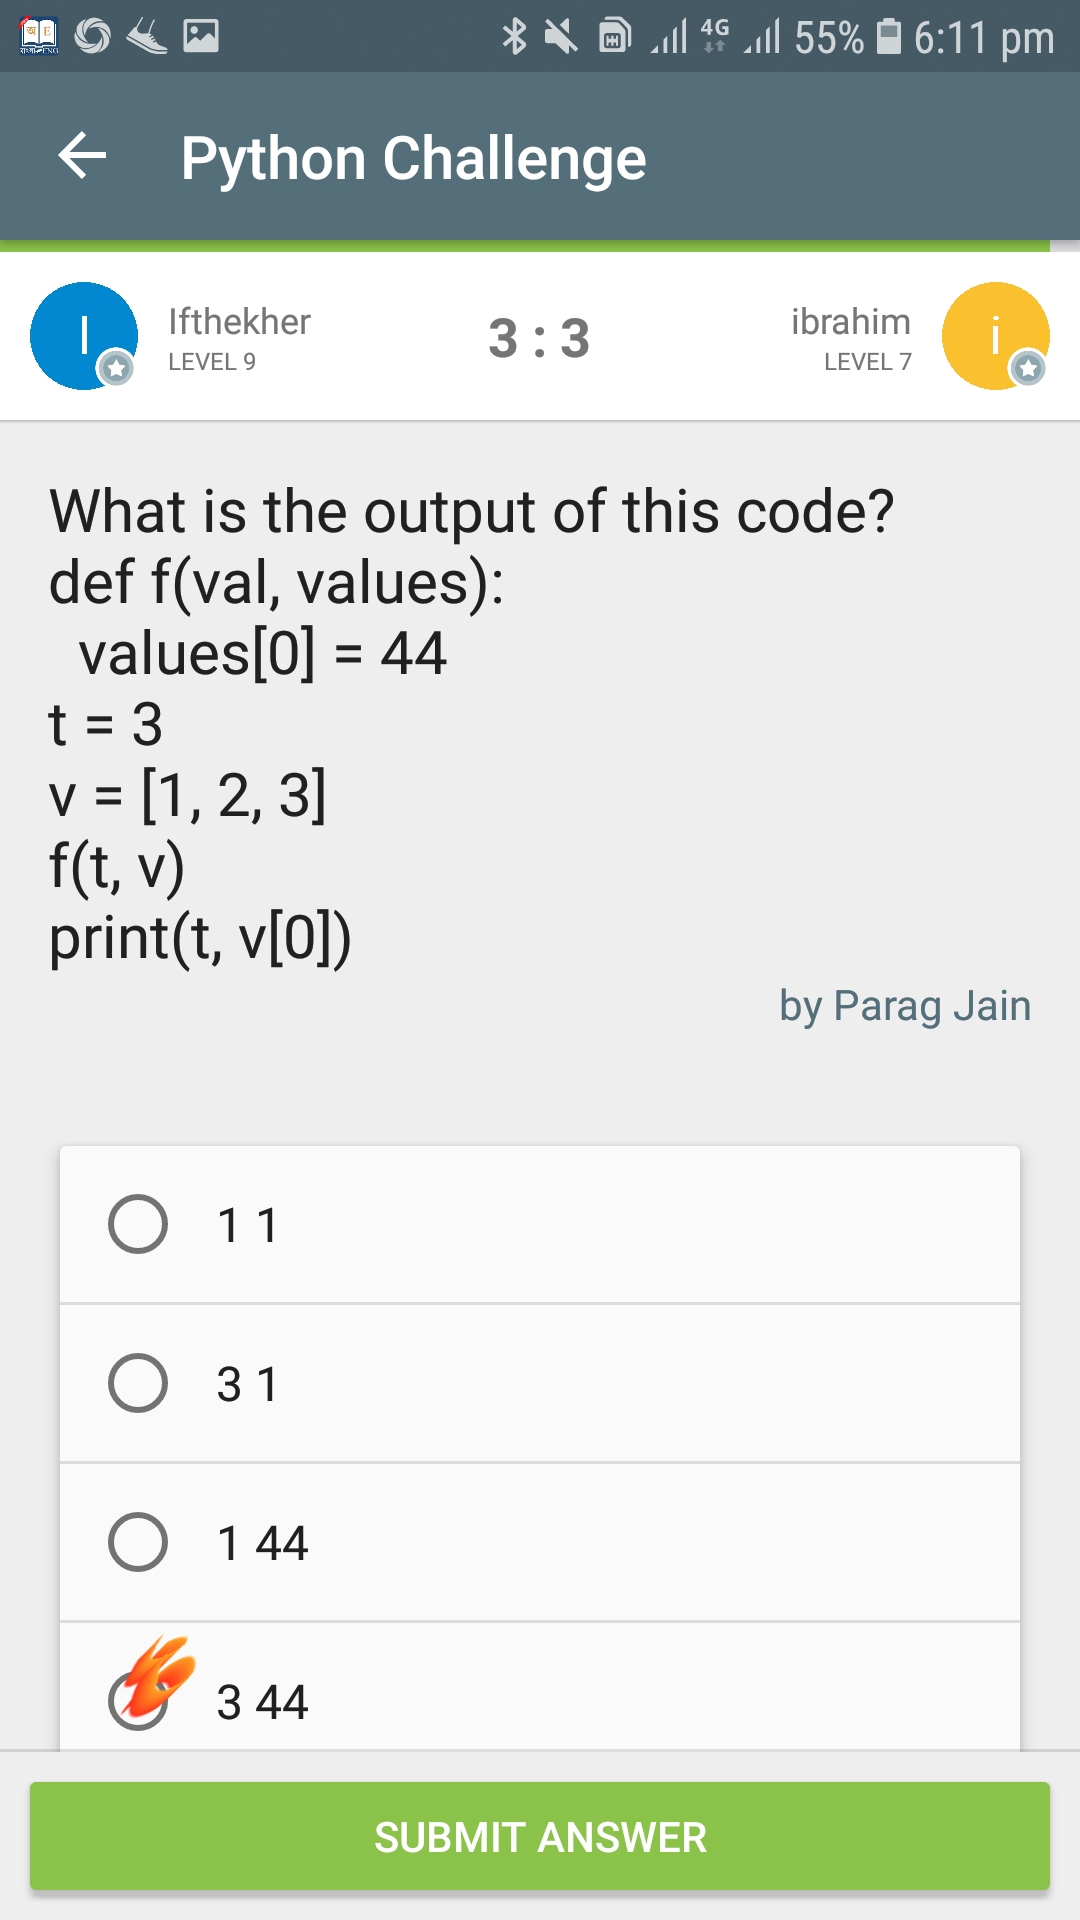 4G
55%
6:11 pm
Python Challenge
I
Ifthekher
LEVEL 9
3 : 3
ibrahim
LEVEL 7
i
What is the output of this code?
def f(val, values):
values[0] = 44
t = 3
v = [1, 2, 3]
f(t, v)
print(t, v[0])
by Parag Jain
1 1
3 1
1 44
3 44
SUBMIT ANSWER